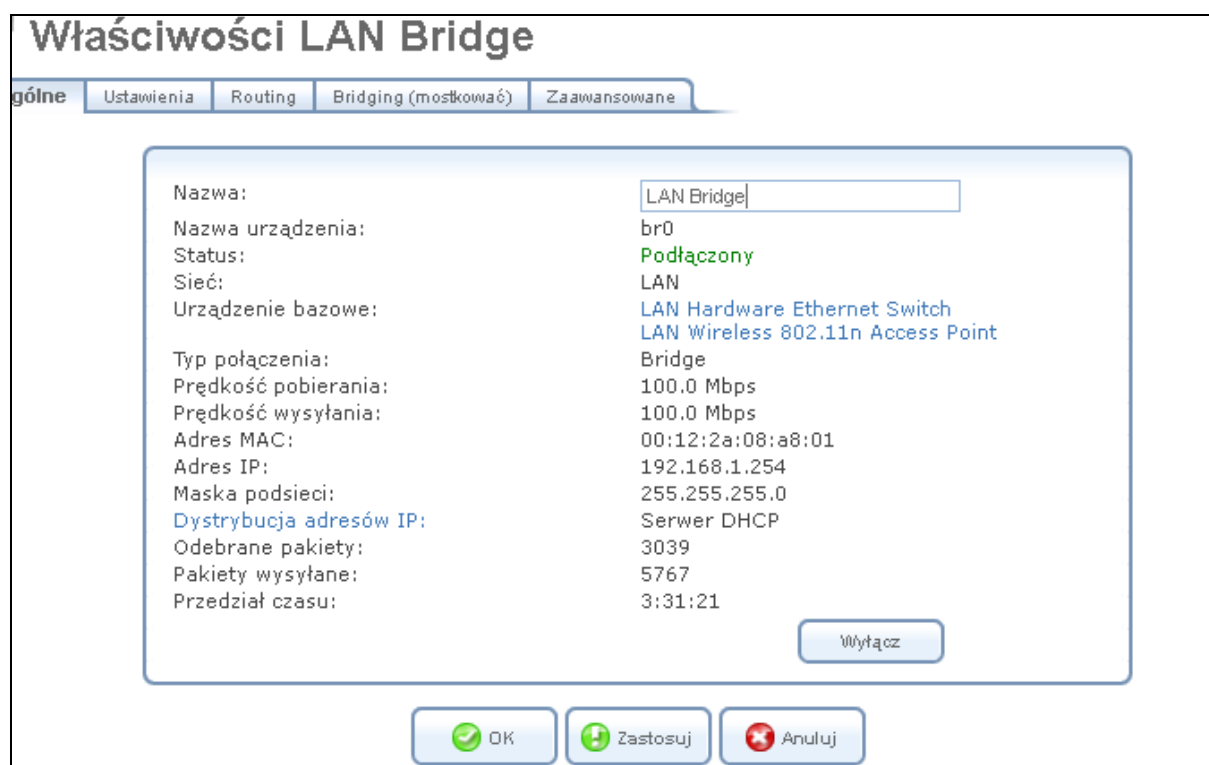 Właściwości LAN Bridge
gólne Ustawienia Routing Bridging (mostkować) Zaawansowane
Nazwa: LAN Bridge
Nazwa urządzenia: br0
Status: Podłączony
Sieć: LAN
Urządzenie bazowe: LAN Hardware Ethernet Switch
LAN Wireless 802.11n Access Point
Typ połączenia: Bridge
Prędkość pobierania: 100.0 Mbps
Prędkość wysyłania: 100.0 Mbps
Adres MAC: 00:12:2a:08:a8:01
Adres IP: 192.168.1.254
Maska podsieci: 255.255.255.0
Dystrybucja adresów IP: Serwer DHCP
Odebrane pakiety: 3039
Pakiety wysyłane: 5767
Przedział czasu: 3:31:21
Wyłącz
OK Zastosuj Anuluj